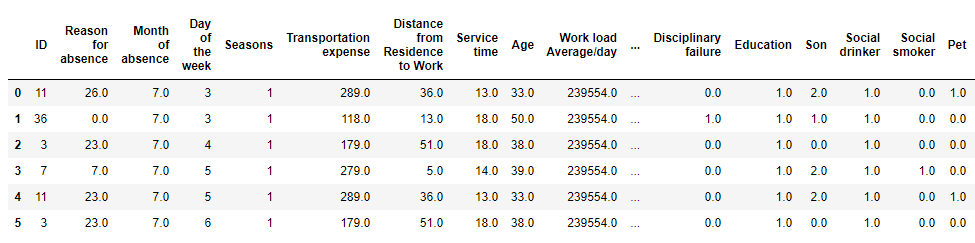 ID Reason for absence Month of absence Day of the week Seasons Transportation expense Distance from Residence to Work Service time Age Work load Average/day ... Disciplinary failure Education Son Social drinker Social smoker Pet
0 11 26.0 7.0 3 1 289.0 36.0 13.0 33.0 239554.0 ... 0.0 1.0 2.0 1.0 0.0 1.0
1 36 0.0 7.0 3 1 118.0 13.0 18.0 50.0 239554.0 ... 1.0 1.0 1.0 1.0 0.0 0.0
2 3 23.0 7.0 4 1 179.0 51.0 18.0 38.0 239554.0 ... 0.0 1.0 0.0 1.0 0.0 0.0
3 7 7.0 7.0 5 1 279.0 5.0 14.0 39.0 239554.0 ... 0.0 1.0 2.0 1.0 1.0 0.0
4 11 23.0 7.0 5 1 289.0 36.0 13.0 33.0 239554.0 ... 0.0 1.0 2.0 1.0 0.0 1.0
5 3 23.0 7.0 6 1 179.0 51.0 18.0 38.0 239554.0 ... 0.0 1.0 0.0 1.0 0.0 0.0